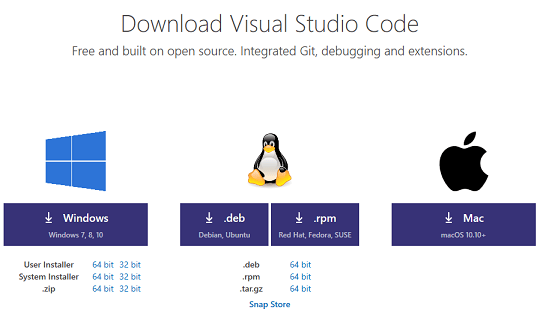 Download Visual Studio Code
Free and built on open source. Integrated Git, debugging and extensions.
Windows
Windows 7, 8, 10
.deb
Debian, Ubuntu
.rpm
Red Hat, Fedora, SUSE
Mac
macOS 10.10+
User Installer 64 bit 32 bit
System Installer 64 bit 32 bit
.zip 64 bit 32 bit
.deb 64 bit
.rpm 64 bit
.tar.gz 64 bit
Snap Store